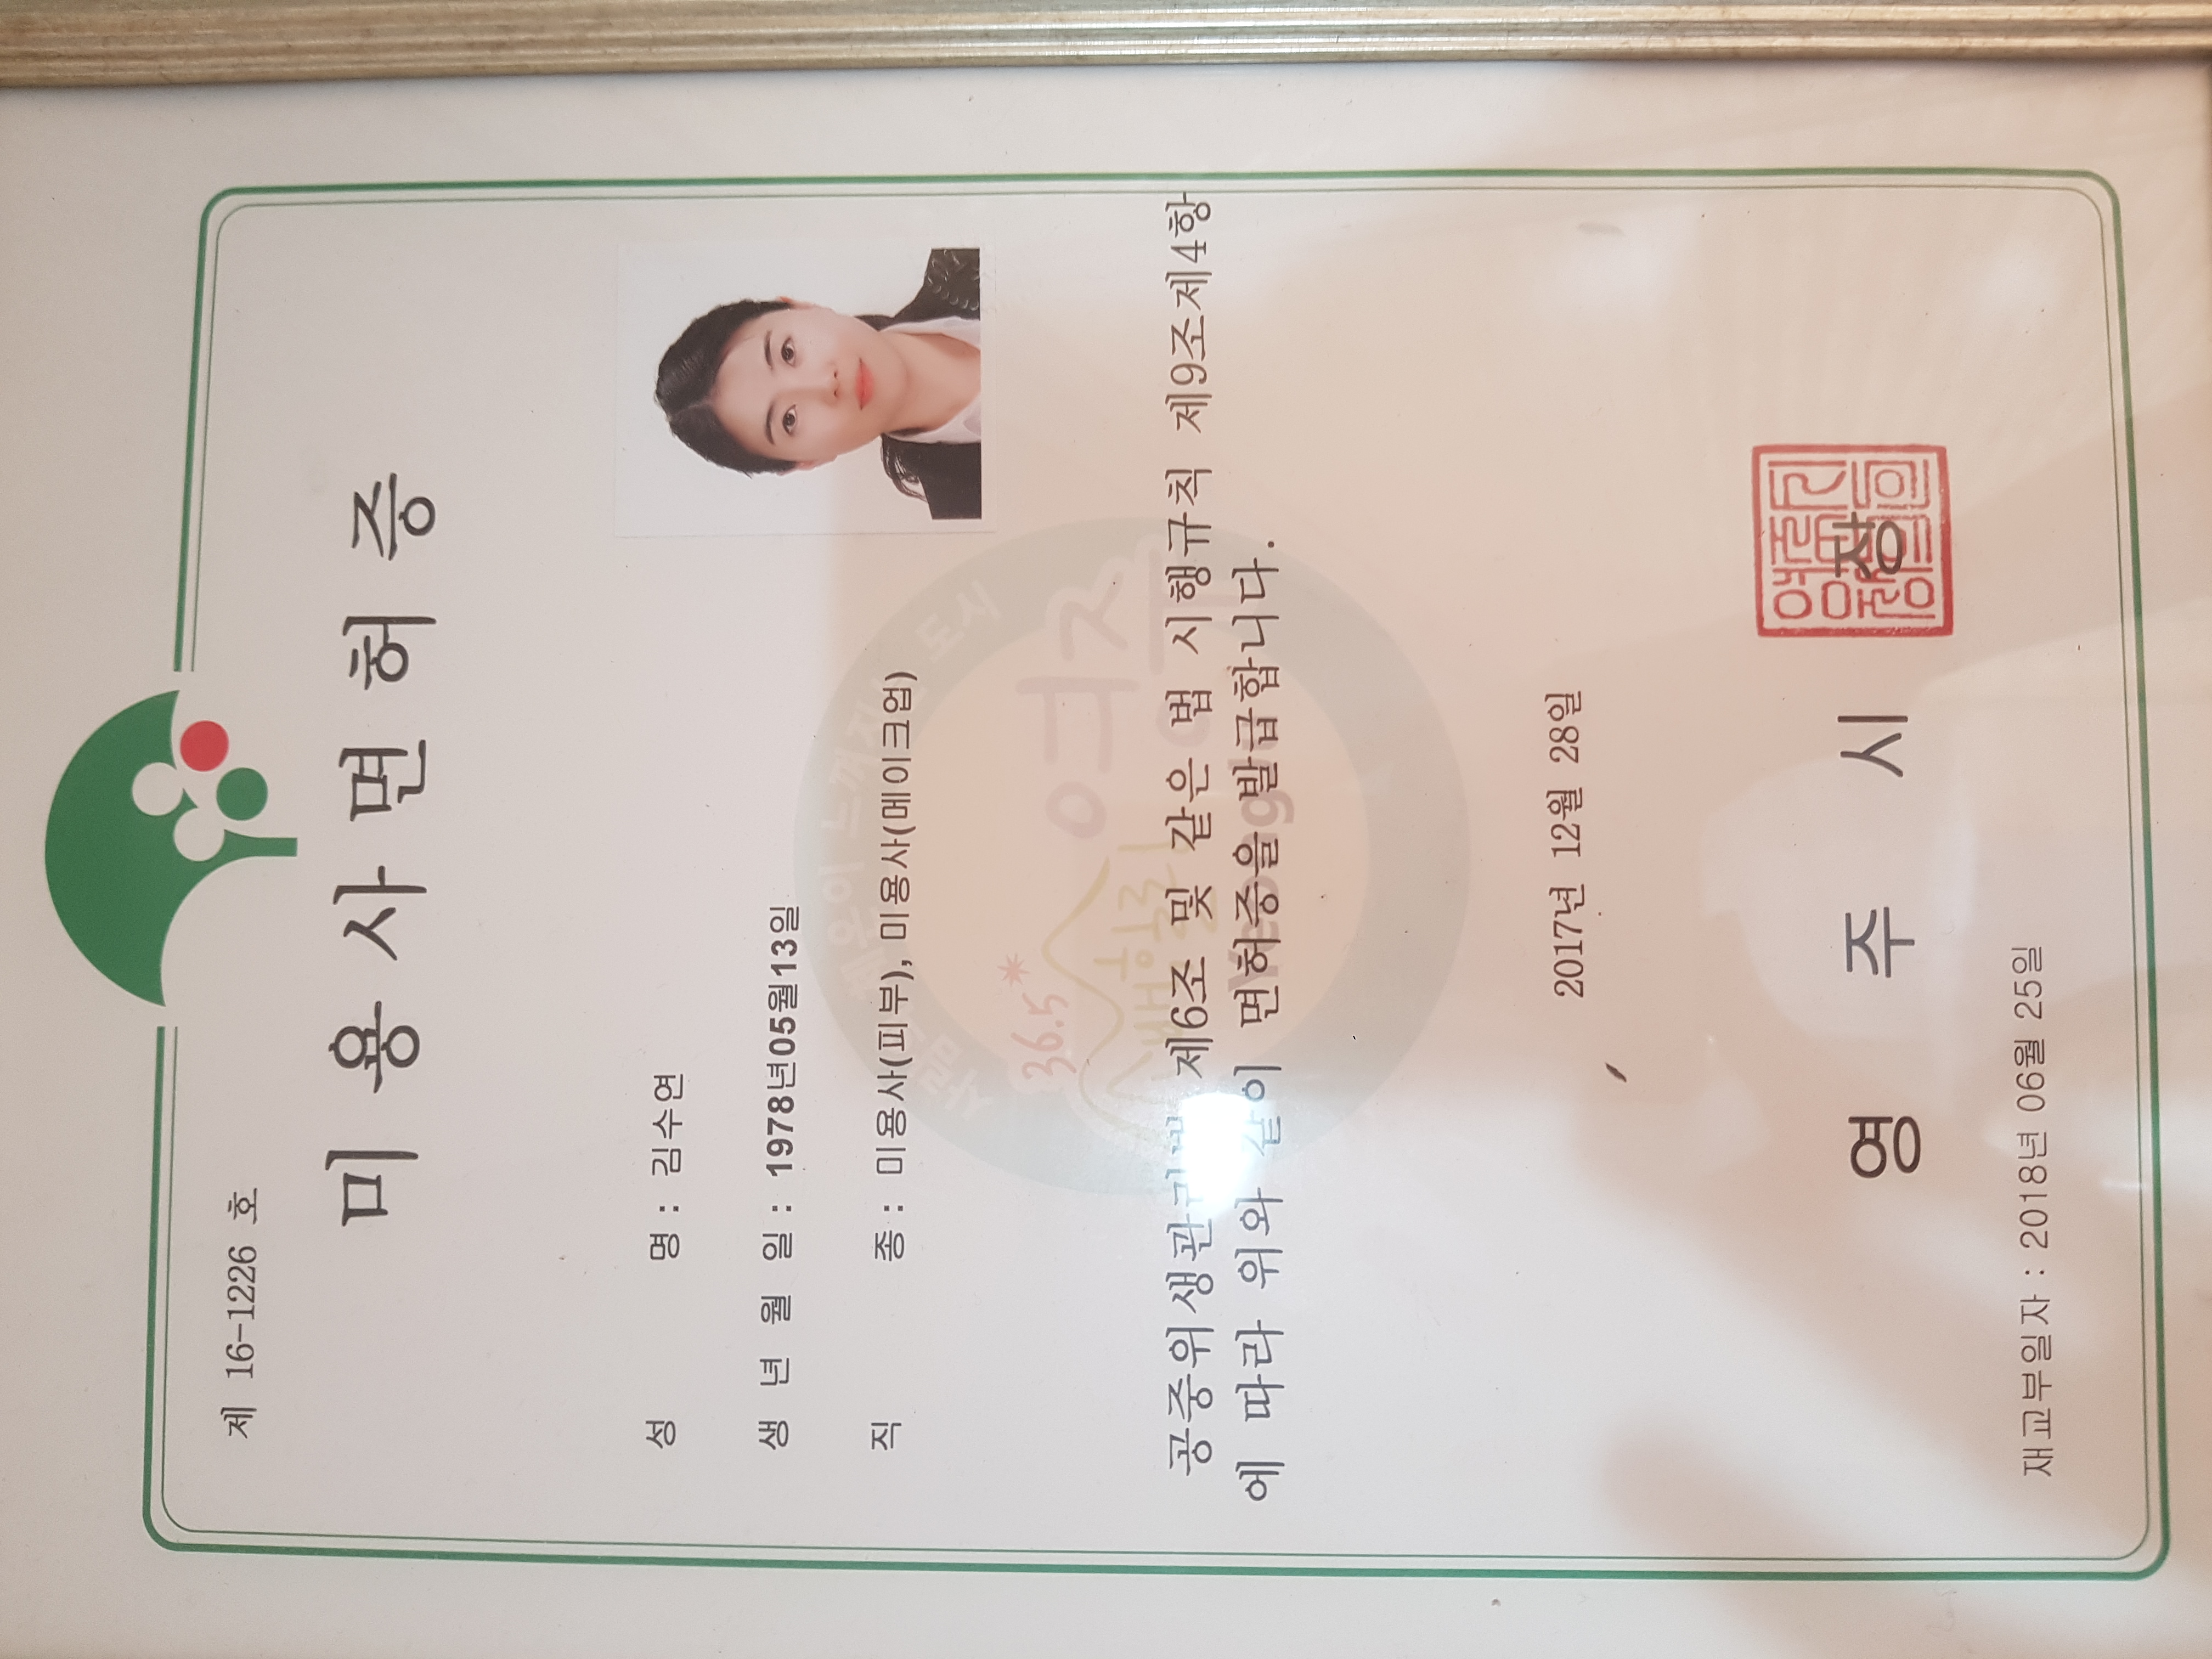 제 16-1226 호
미 용 사 면 허 증
성 명 : 김수연
생 년 월 일 : 1978년05월13일
직 종 : 미용사(피부), 미용사(메이크업)
공중위생관리법 제6조 및 같은 법 시행규칙 제9조제4항
에 따라 위와 같이 면허증을 발급합니다.
36.5
도시
2017년 12월 28일
영 주 시 장
재교부일자 : 2018년 06월 25일